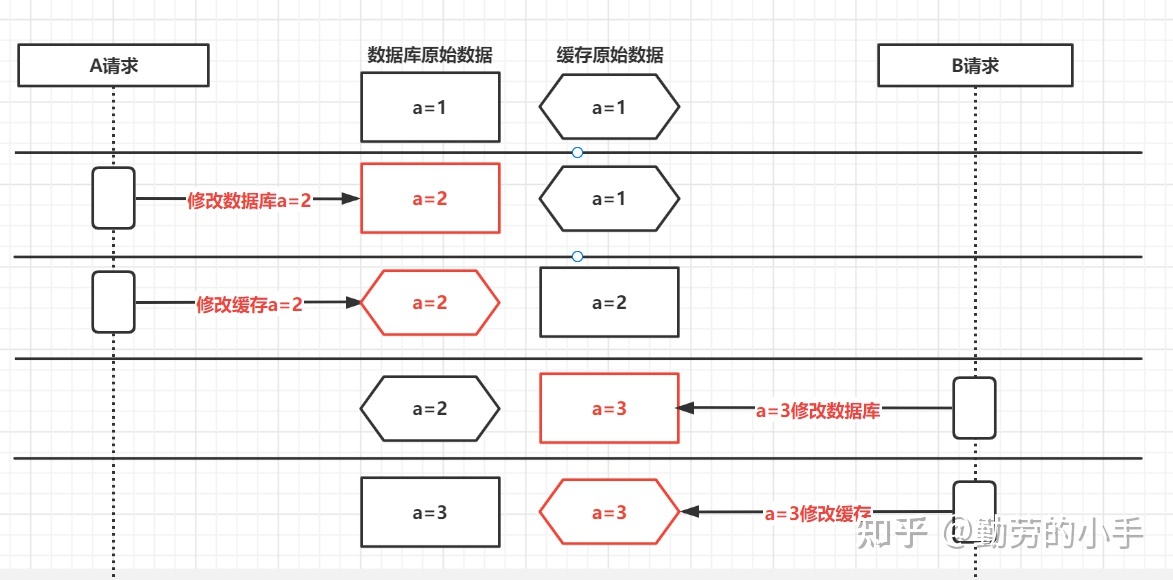 A请求
数据库原始数据
缓存原始数据
B请求
a=1
a=1
修改数据库a=2
a=2
a=1
修改缓存a=2
a=2
a=2
a=2
a=3
a=3修改数据库
a=3
a=3
a=3修改缓存
知乎 @勤劳的小手